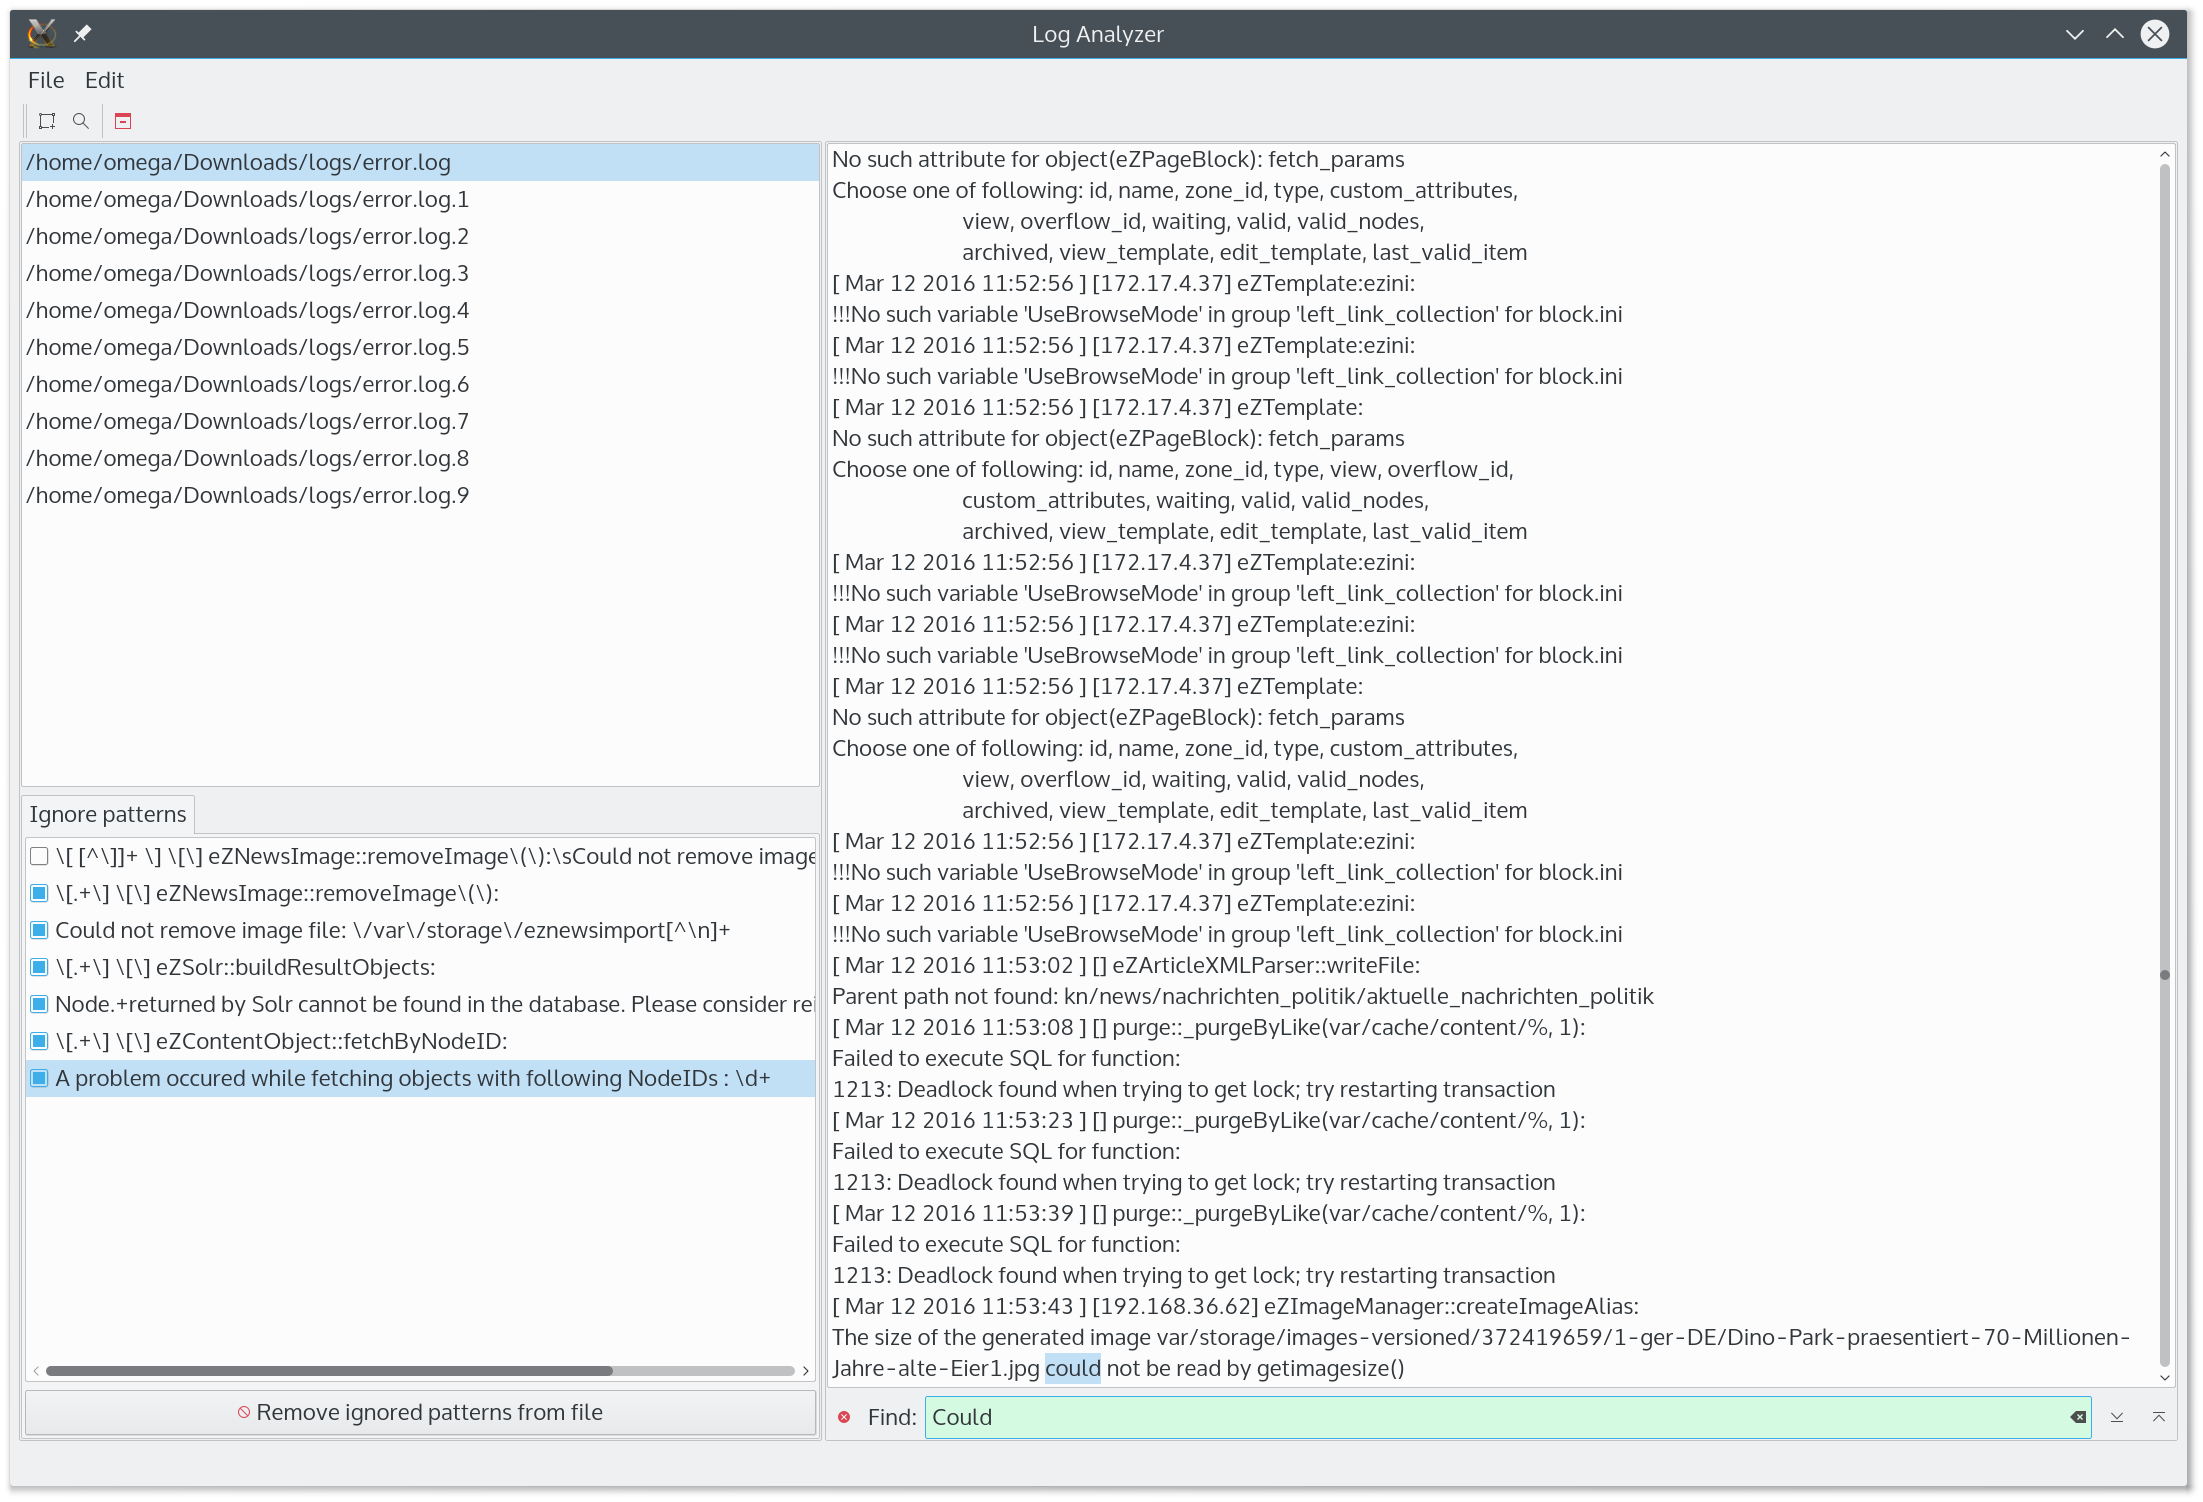 Log Analyzer
File Edit
/home/omega/Downloads/logs/error.log
/home/omega/Downloads/logs/error.log.1
/home/omega/Downloads/logs/error.log.2
/home/omega/Downloads/logs/error.log.3
/home/omega/Downloads/logs/error.log.4
/home/omega/Downloads/logs/error.log.5
/home/omega/Downloads/logs/error.log.6
/home/omega/Downloads/logs/error.log.7
/home/omega/Downloads/logs/error.log.8
/home/omega/Downloads/logs/error.log.9
Ignore patterns
\[ [^\]]+ \] \[\] eZNewsImage::removeImage\(\):\sCould not remove image
\[.+\] \[\] eZNewsImage::removeImage\(\):
Could not remove image file: \/var\/storage\/eznewsimport[^\n]+
\[.+\] \[\] eZSolr::buildResultObjects:
Node.+returned by Solr cannot be found in the database. Please consider rei
\[.+\] \[\] eZContentObject::fetchByNodeID:
A problem occured while fetching objects with following NodeIDs : \d+
Remove ignored patterns from file
No such attribute for object(eZPageBlock): fetch_params
Choose one of following: id, name, zone_id, type, custom_attributes,
view, overflow_id, waiting, valid, valid_nodes,
archived, view_template, edit_template, last_valid_item
[ Mar 12 2016 11:52:56 ] [172.17.4.37] eZTemplate:ezini:
!!!No such variable 'UseBrowseMode' in group 'left_link_collection' for block.ini
[ Mar 12 2016 11:52:56 ] [172.17.4.37] eZTemplate:ezini:
!!!No such variable 'UseBrowseMode' in group 'left_link_collection' for block.ini
[ Mar 12 2016 11:52:56 ] [172.17.4.37] eZTemplate:
No such attribute for object(eZPageBlock): fetch_params
Choose one of following: id, name, zone_id, type, view, overflow_id,
custom_attributes, waiting, valid, valid_nodes,
archived, view_template, edit_template, last_valid_item
[ Mar 12 2016 11:52:56 ] [172.17.4.37] eZTemplate:ezini:
!!!No such variable 'UseBrowseMode' in group 'left_link_collection' for block.ini
[ Mar 12 2016 11:52:56 ] [172.17.4.37] eZTemplate:ezini:
!!!No such variable 'UseBrowseMode' in group 'left_link_collection' for block.ini
[ Mar 12 2016 11:52:56 ] [172.17.4.37] eZTemplate:
No such attribute for object(eZPageBlock): fetch_params
Choose one of following: id, name, zone_id, type, custom_attributes,
view, overflow_id, waiting, valid, valid_nodes,
archived, view_template, edit_template, last_valid_item
[ Mar 12 2016 11:52:56 ] [172.17.4.37] eZTemplate:ezini:
!!!No such variable 'UseBrowseMode' in group 'left_link_collection' for block.ini
[ Mar 12 2016 11:52:56 ] [172.17.4.37] eZTemplate:ezini:
!!!No such variable 'UseBrowseMode' in group 'left_link_collection' for block.ini
[ Mar 12 2016 11:53:02 ] [] eZArticleXMLParser::writeFile:
Parent path not found: kn/news/nachrichten_politik/aktuelle_nachrichten_politik
[ Mar 12 2016 11:53:08 ] [] purge::_purgeByLike(var/cache/content/%, 1):
Failed to execute SQL for function:
1213: Deadlock found when trying to get lock; try restarting transaction
[ Mar 12 2016 11:53:23 ] [] purge::_purgeByLike(var/cache/content/%, 1):
Failed to execute SQL for function:
1213: Deadlock found when trying to get lock; try restarting transaction
[ Mar 12 2016 11:53:39 ] [] purge::_purgeByLike(var/cache/content/%, 1):
Failed to execute SQL for function:
1213: Deadlock found when trying to get lock; try restarting transaction
[ Mar 12 2016 11:53:43 ] [192.168.36.62] eZImageManager::createImageAlias:
The size of the generated image var/storage/images-versioned/372419659/1-ger-DE/Dino-Park-praesentiert-70-Millionen-
Jahre-alte-Eier1.jpg could not be read by getimagesize()
Find: Could